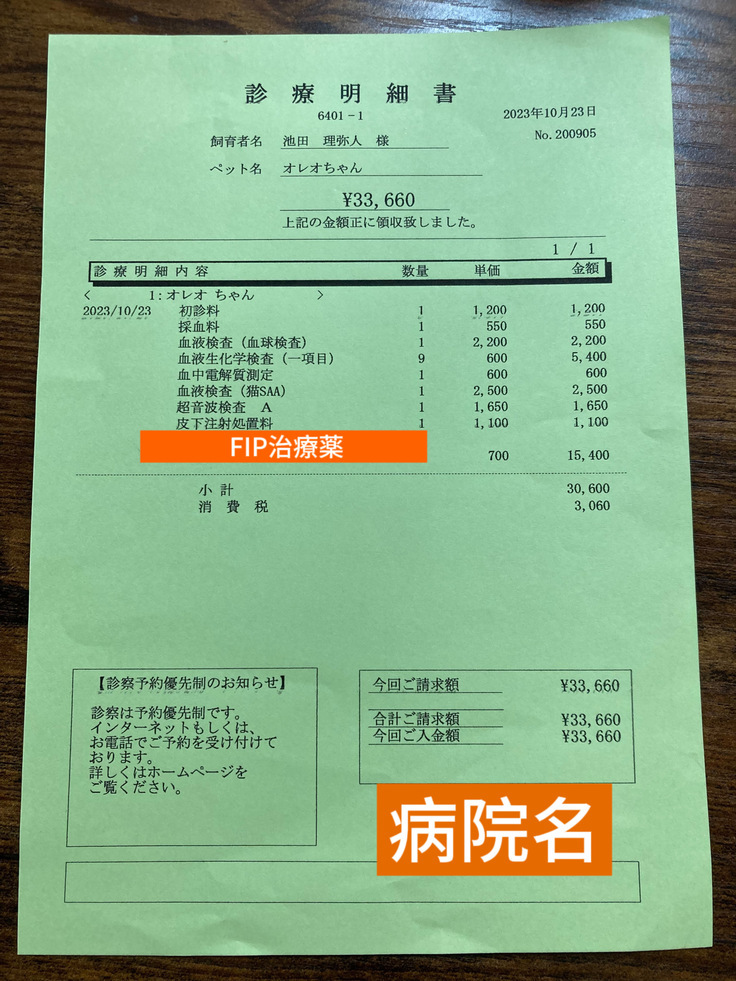 診療明細書
6401-1
2023年10月23日
No.200905
飼育者名 池田 理弥人 様
ペット名 オレオちゃん
¥33,660
上記の金額正に領収致しました。
1 / 1
診療明細内容 数量 単価 金額
< 1:オレオ ちゃん >
2023/10/23 初診料 1 1,200 1,200
採血料 1 550 550
血液検査（血球検査） 1 2,200 2,200
血液生化学検査（一項目） 9 600 5,400
血中電解質測定 1 600 600
血液検査（猫SAA） 1 2,500 2,500
超音波検査 A 1 1,650 1,650
皮下注射処置料 1 1,100 1,100
FIP治療薬
700 15,400
小計 30,600
消費税 3,060
【診察予約優先制のお知らせ】
診察は予約優先制です。
インターネットもしくは、
お電話でご予約を受け付けて
おります。
詳しくはホームページを
ご覧ください。
今回ご請求額 ¥33,660
合計ご請求額 ¥33,660
今回ご入金額 ¥33,660
病院名